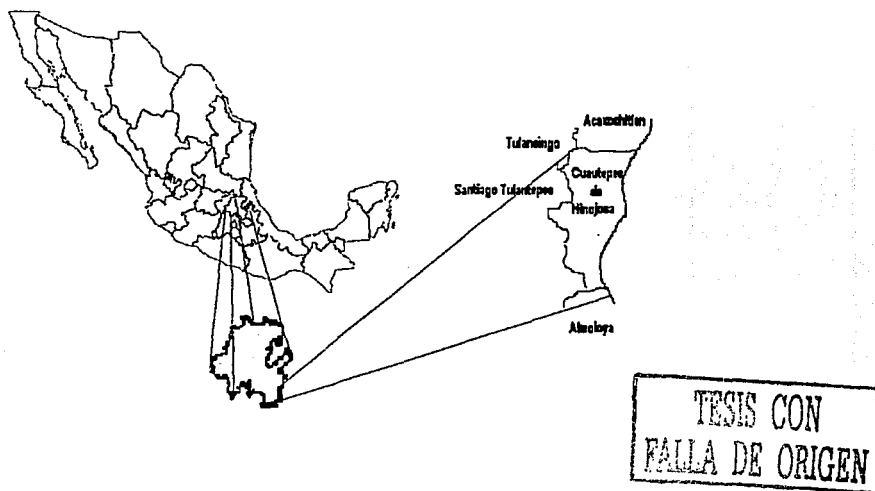 Acaxochitlan
Tulancingo
Cuautepec
de
Hinojosa
Santiago Tulantepec
Almoloya
TESIS CON
FALLA DE ORIGEN